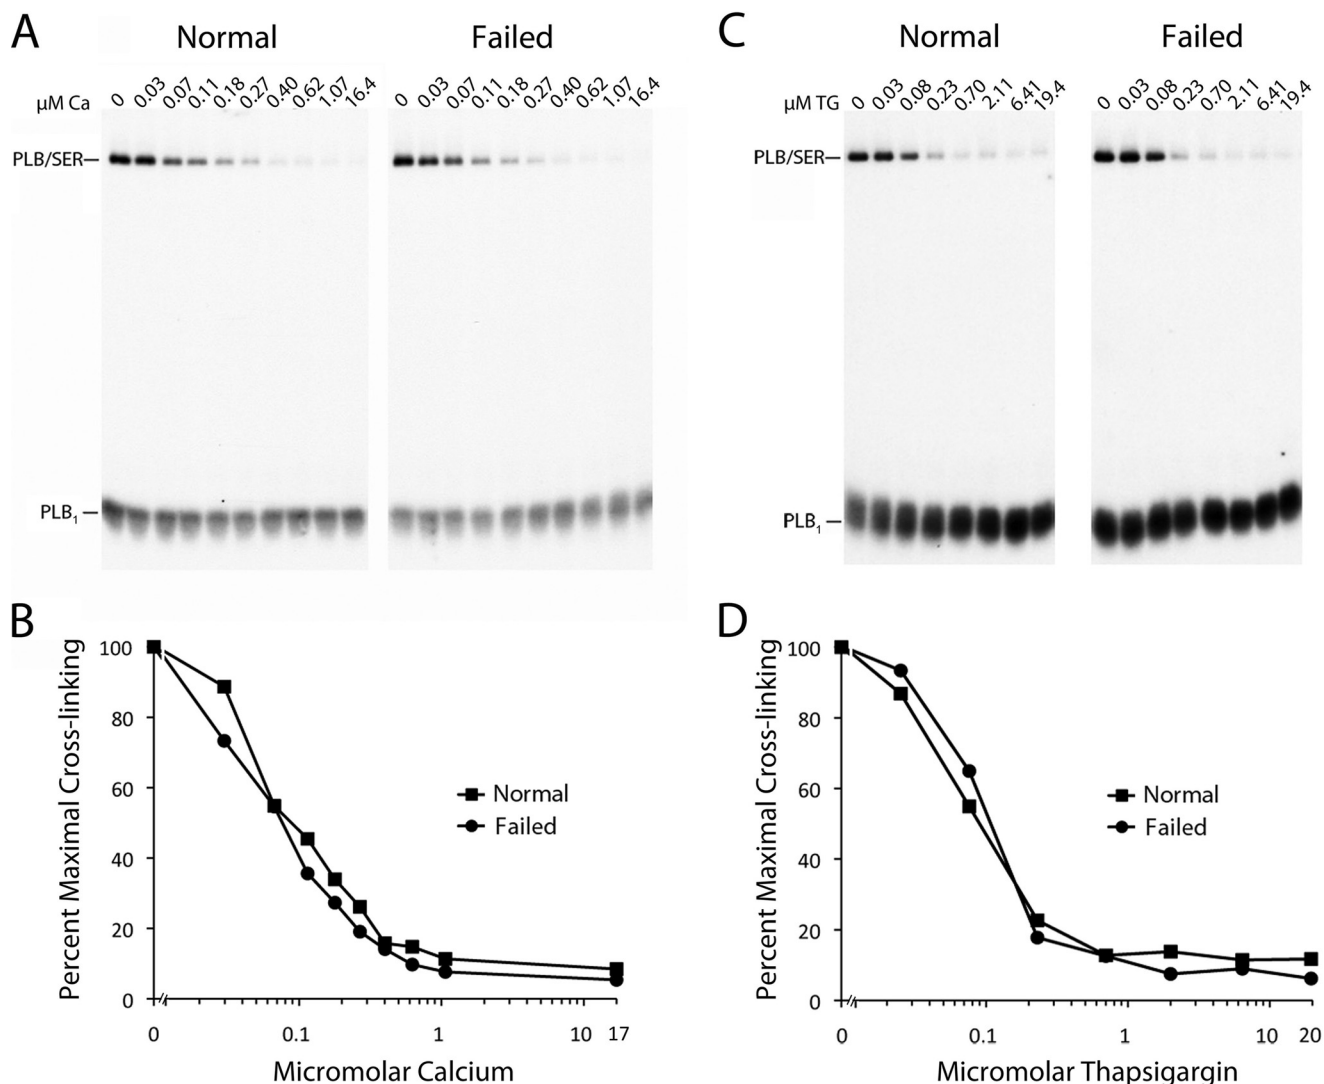 A
Normal
Failed
µM Ca 0 0.03 0.07 0.11 0.18 0.27 0.40 0.62 1.07 16.4
0 0.03 0.07 0.11 0.18 0.27 0.40 0.62 1.07 16.4
PLB/SER
PLB1
C
Normal
Failed
µM TG 0 0.03 0.08 0.23 0.70 2.11 6.41 19.4
0 0.03 0.08 0.23 0.70 2.11 6.41 19.4
PLB/SER
PLB1
B
Percent Maximal Cross-linking
100
80
60
40
20
0
Normal
Failed
0 0.1 1 10 17
Micromolar Calcium
D
Percent Maximal Cross-linking
100
80
60
40
20
0
Normal
Failed
0 0.1 1 10 20
Micromolar Thapsigargin